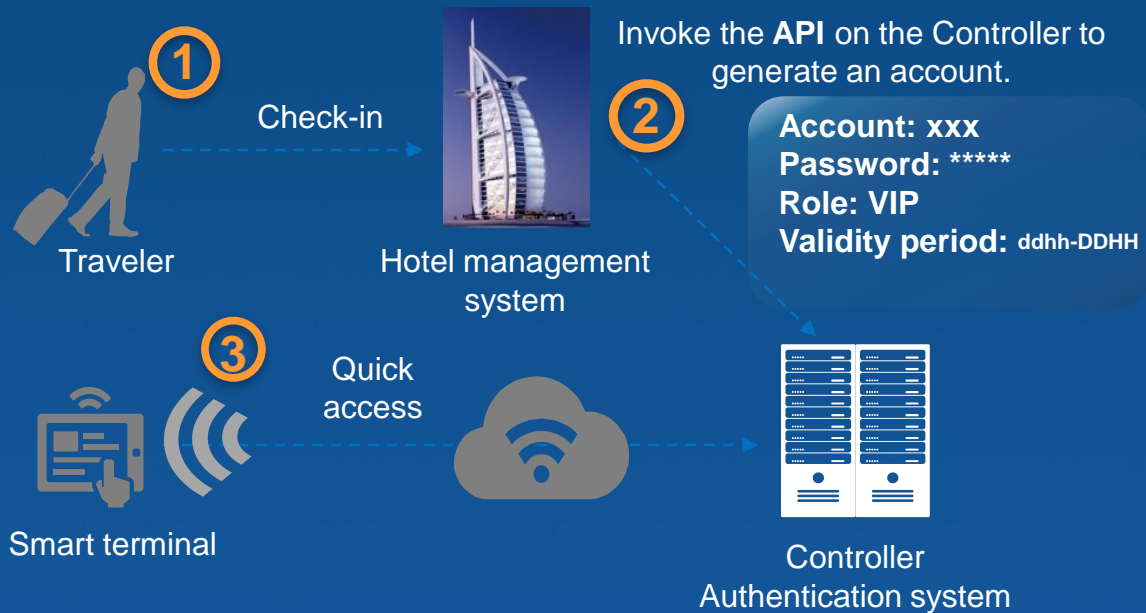 1
Check-in
Traveler
Hotel management
system
2
Invoke the API on the Controller to
generate an account.
Account: xxx
Password: *****
Role: VIP
Validity period: ddhh-DDHH
3
Quick
access
Smart terminal
Controller
Authentication system